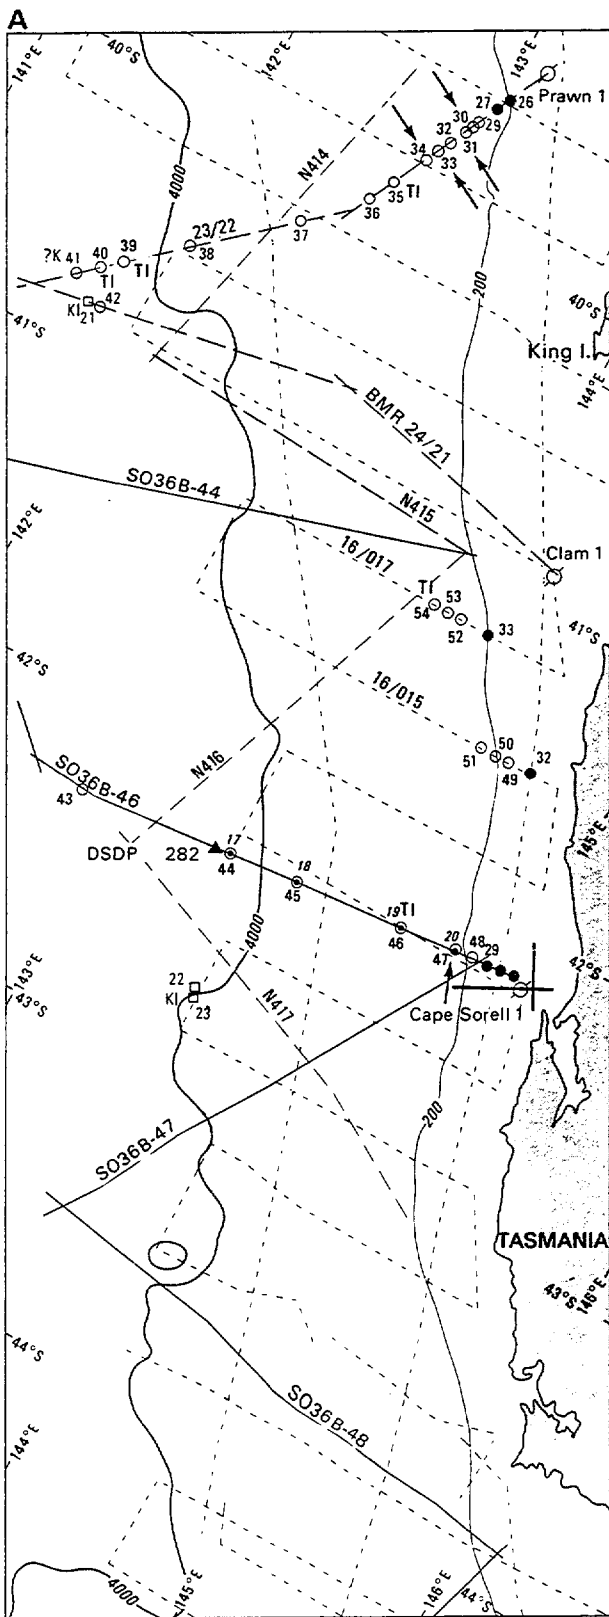 A
141°E
40°S
142°E
143°E
Prawn 1
27
26
30
29
32
31
34
33
N414
4000
35
TI
36
37
23/22
38
39
TI
40
TI
?K 41
KI
21
42
41°S
200
40°S
King I.
144°E
BMR 24/21
N415
SO36B-44
142°E
16/017
Clam 1
TI
53
54
52
33
41°S
42°S
16/015
50
51
49
32
N416
SO36B-46
43
145°E
DSDP 282
17
44
18
45
19
TI
46
20
47
48
29
4000
42°S
Cape Sorell 1
143°E
43°S
22
KI
23
N417
200
SO36B-47
TASMANIA
43°S
146°E
44°S
SO36B-48
144°E
4000
145°E
146°E
44°S